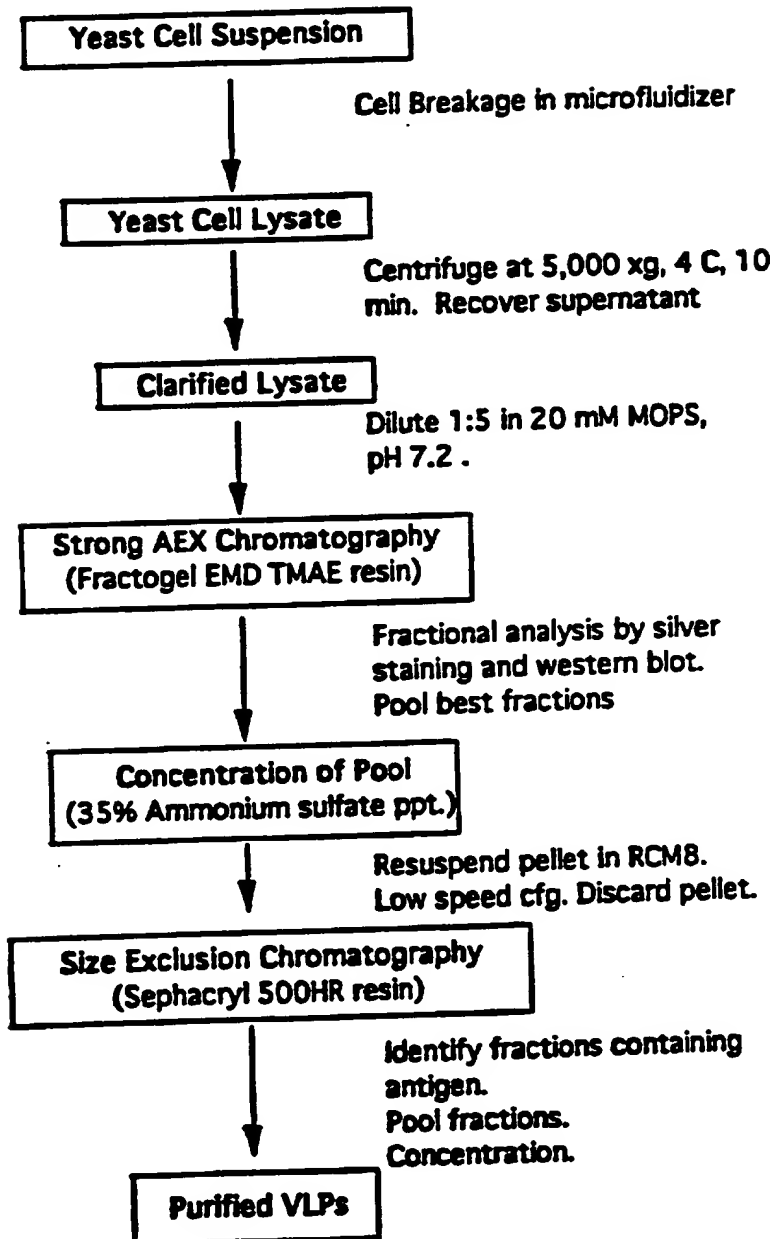 Yeast Cell Suspension
Cell Breakage in microfluidizer
Yeast Cell Lysate
Centrifuge at 5,000 xg, 4 C, 10
min. Recover supernatant
Clarified Lysate
Dilute 1:5 in 20 mM MOPS,
pH 7.2 .
Strong AEX Chromatography
(Fractogel EMD TMAE resin)
Fractional analysis by silver
staining and western blot.
Pool best fractions
Concentration of Pool
(35% Ammonium sulfate ppt.)
Resuspend pellet in RCM8.
Low speed cfg. Discard pellet.
Size Exclusion Chromatography
(Sephacryl 500HR resin)
Identify fractions containing
antigen.
Pool fractions.
Concentration.
Purified VLPs